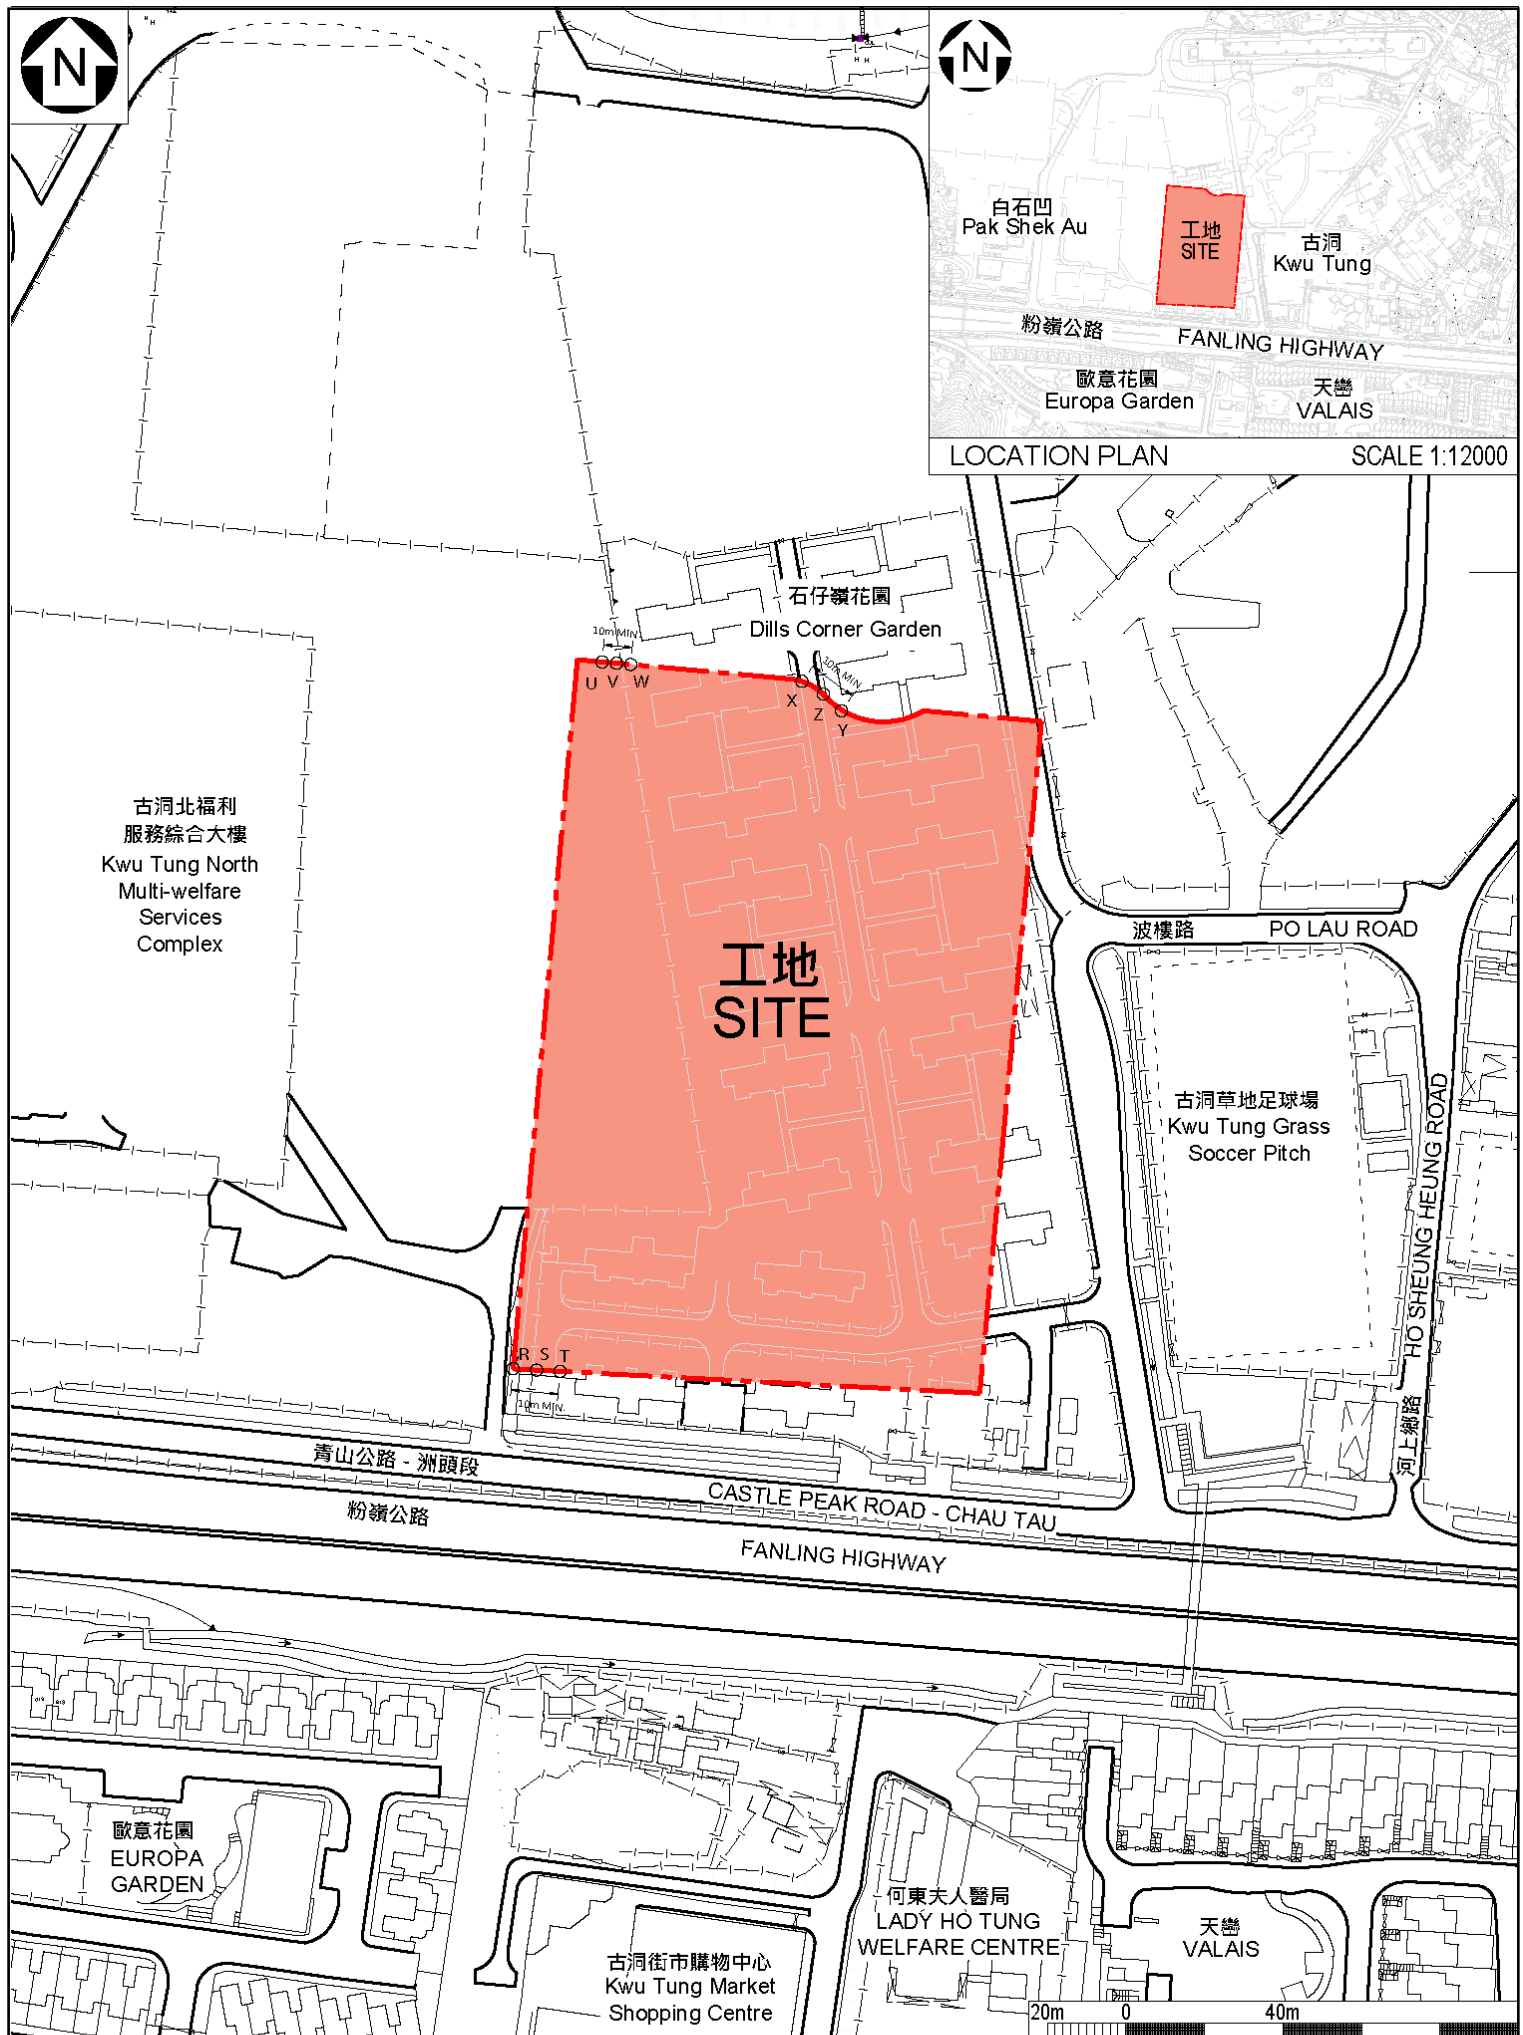 N
N
白石凹
Pak Shek Au
工地
SITE
古洞
Kwu Tung
粉嶺公路
FANLING HIGHWAY
歐意花園
Europa Garden
天巒
VALAIS
LOCATION PLAN
SCALE 1:12000
石仔嶺花園
Dills Corner Garden
10m MIN.
10m MIN.
U
V
W
X
Z
Y
古洞北福利
服務綜合大樓
Kwu Tung North
Multi-welfare
Services
Complex
工地
SITE
波樓路
PO LAU ROAD
古洞草地足球場
Kwu Tung Grass
Soccer Pitch
河上鄉路
HO SHEUNG HEUNG ROAD
R
S
T
10m MIN.
青山公路 - 洲頭段
CASTLE PEAK ROAD - CHAU TAU
粉嶺公路
FANLING HIGHWAY
歐意花園
EUROPA
GARDEN
何東夫人醫局
LADY HO TUNG
WELFARE CENTRE
天巒
VALAIS
古洞街市購物中心
Kwu Tung Market
Shopping Centre
20m
0
40m